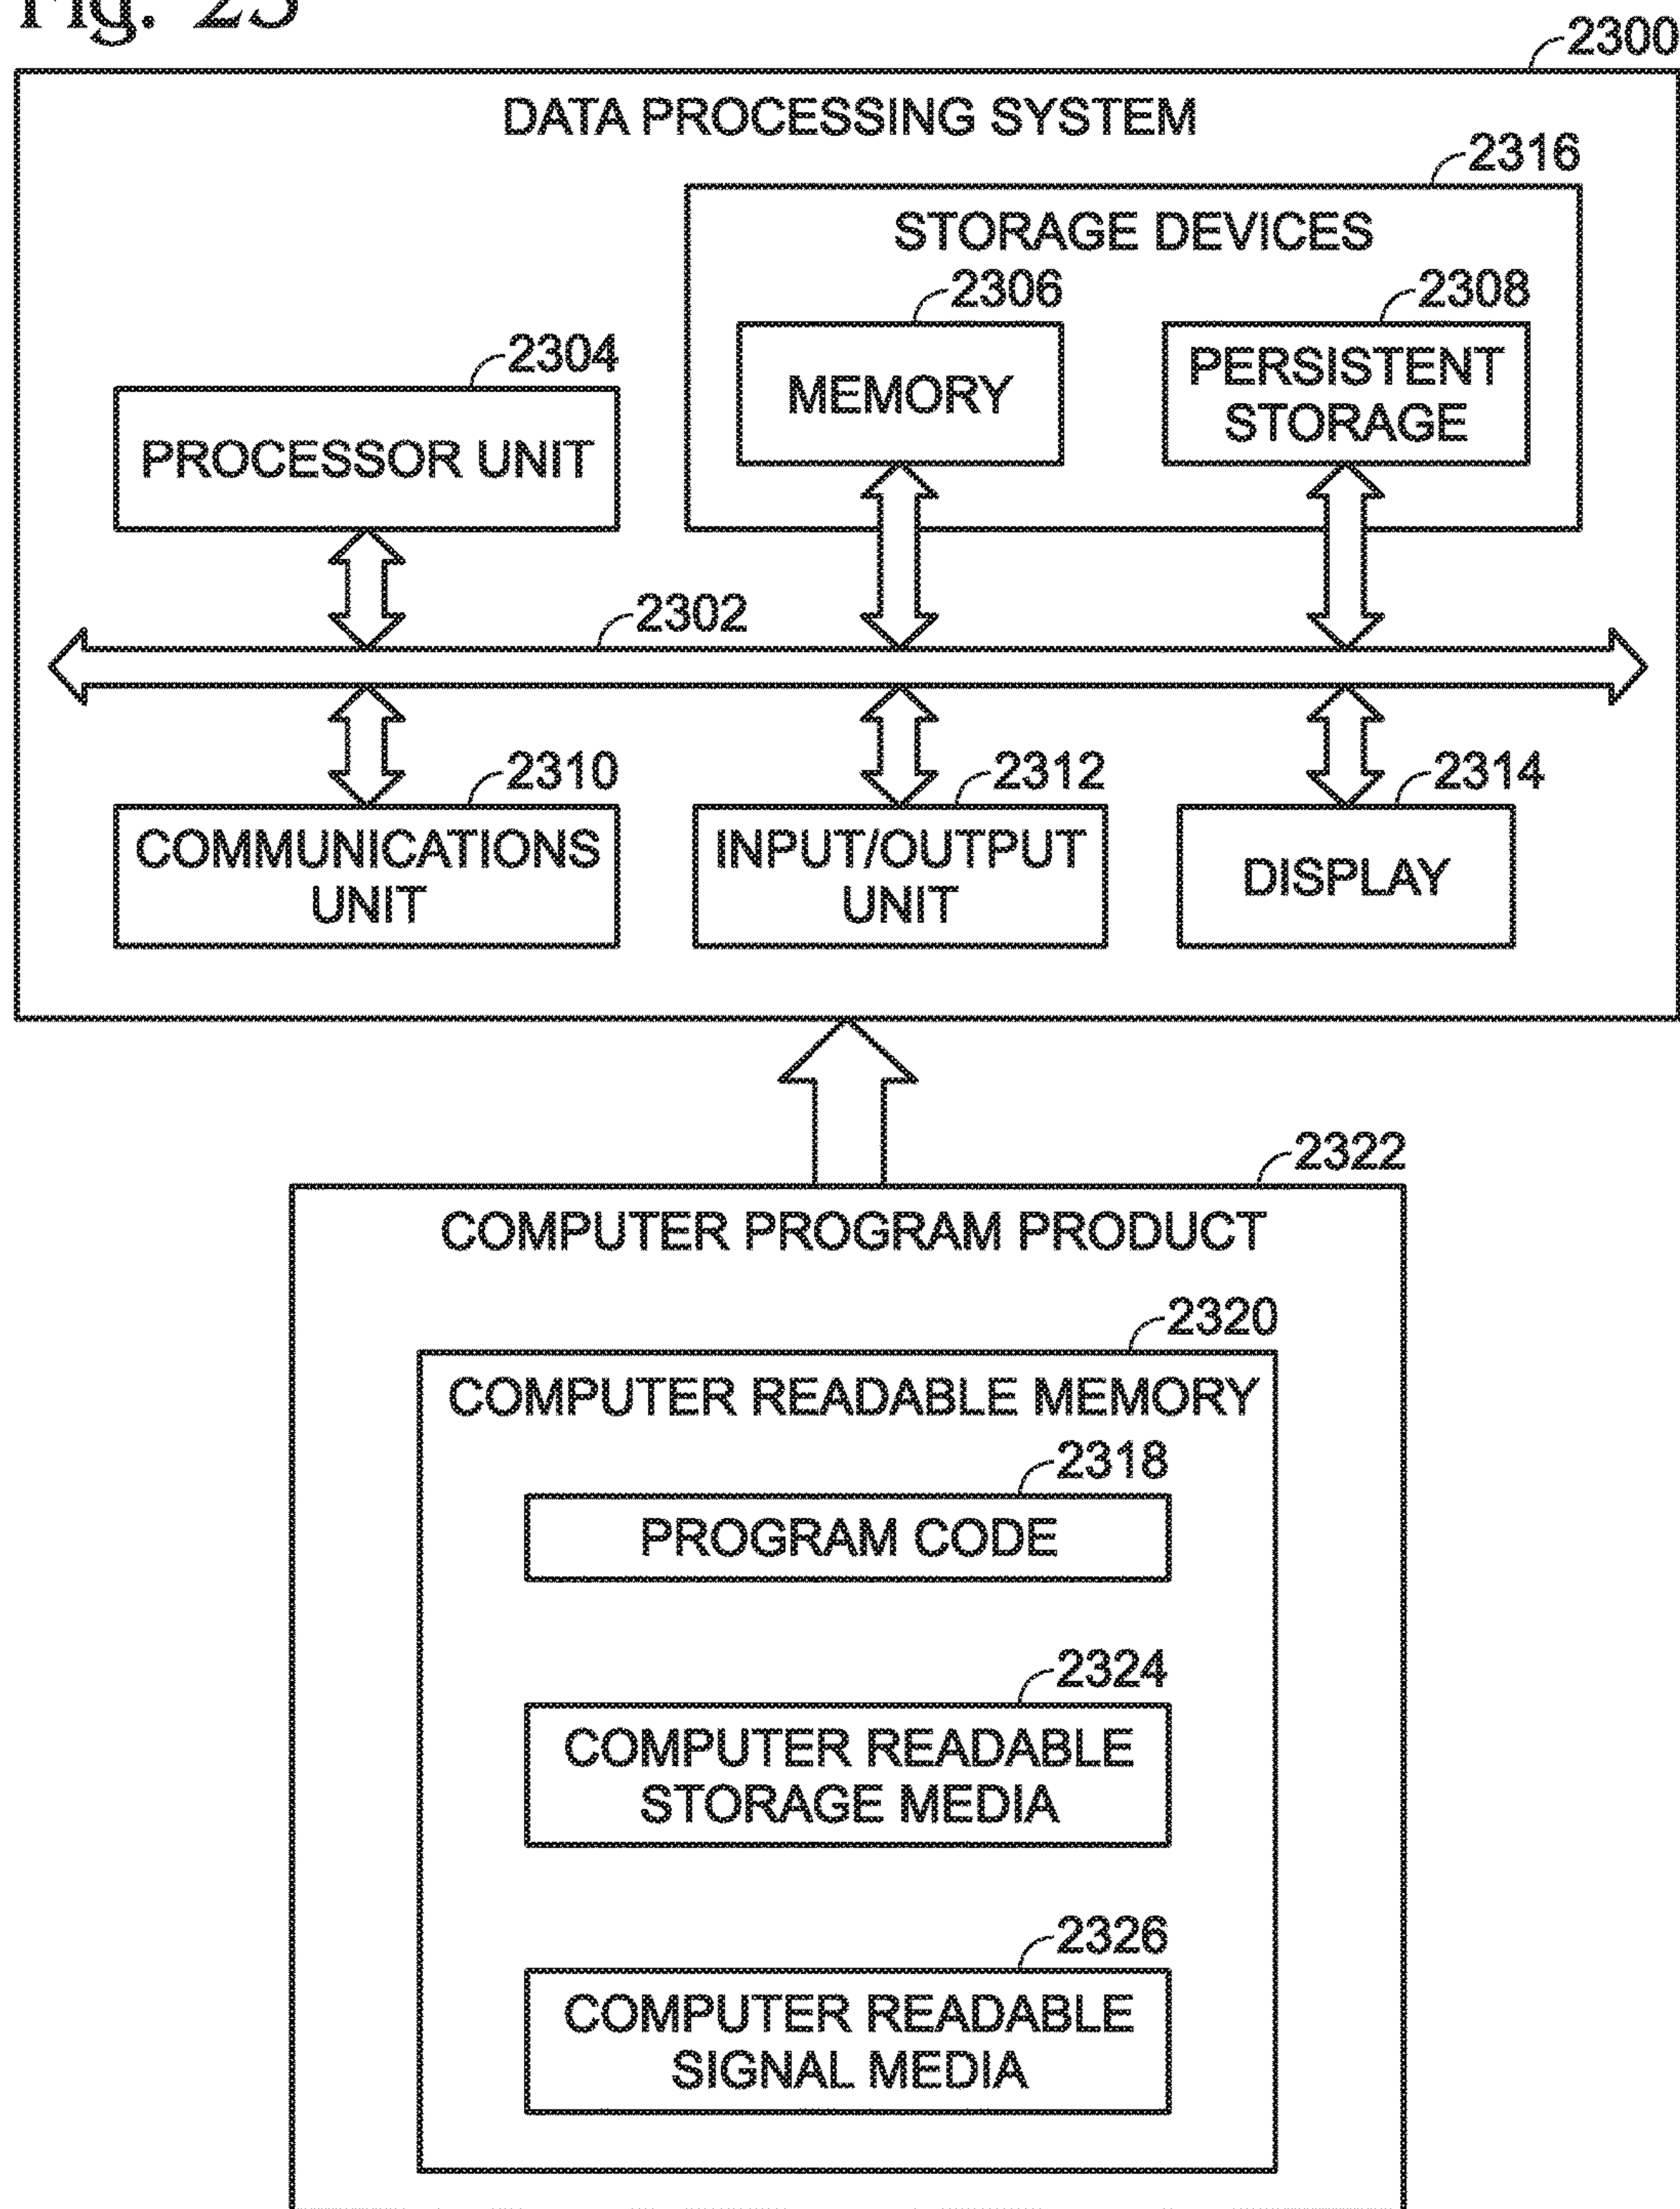 Fig. 23
2300
DATA PROCESSING SYSTEM
2316
STORAGE DEVICES
2306
2308
2304
MEMORY
PERSISTENT
STORAGE
PROCESSOR UNIT
2302
2310
2312
2314
COMMUNICATIONS
UNIT
INPUT/OUTPUT
UNIT
DISPLAY
2322
COMPUTER PROGRAM PRODUCT
2320
COMPUTER READABLE MEMORY
2318
PROGRAM CODE
2324
COMPUTER READABLE
STORAGE MEDIA
2326
COMPUTER READABLE
SIGNAL MEDIA